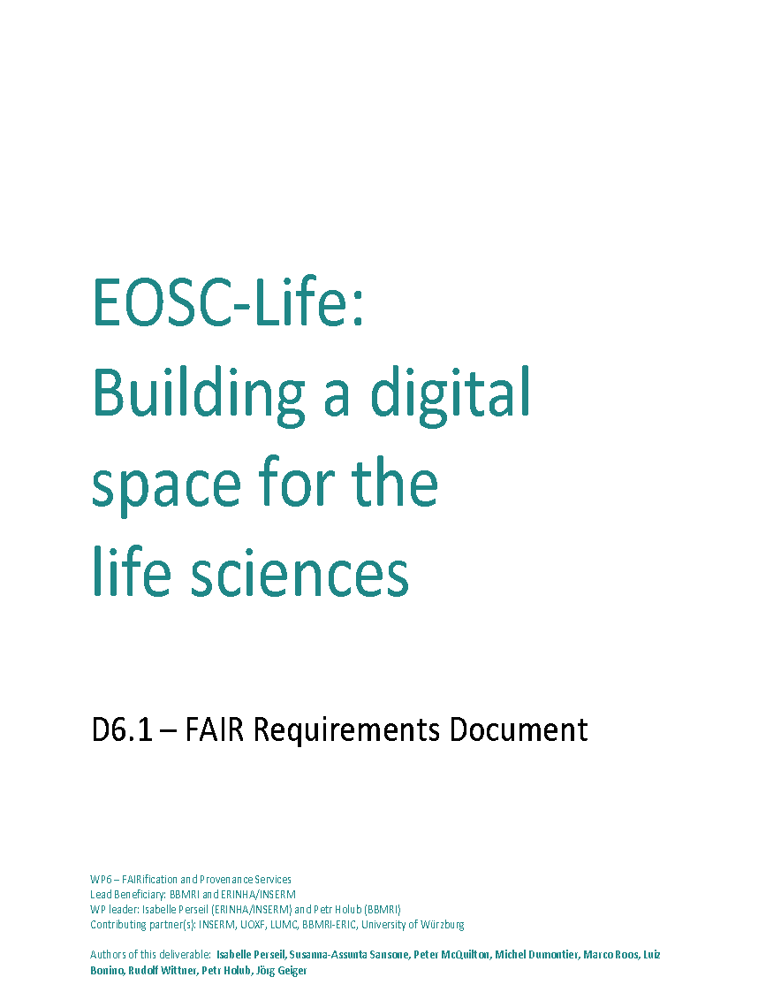 EOSC-Life:
Building a digital
space for the
life sciences
D6.1 – FAIR Requirements Document
WP6 – FAIRification and Provenance Services
Lead Beneficiary: BBMRI and ERINHA/INSERM
WP leader: Isabelle Perseil (ERINHA/INSERM) and Petr Holub (BBMRI)
Contributing partner(s): INSERM, UOXF, LUMC, BBMRI-ERIC, University of Würzburg
Authors of this deliverable: Isabelle Perseil, Susanna-Assunta Sansone, Peter McQuilton, Michel Dumontier, Marco Roos, Luiz
Bonino, Rudolf Wittner, Petr Holub, Jörg Geiger